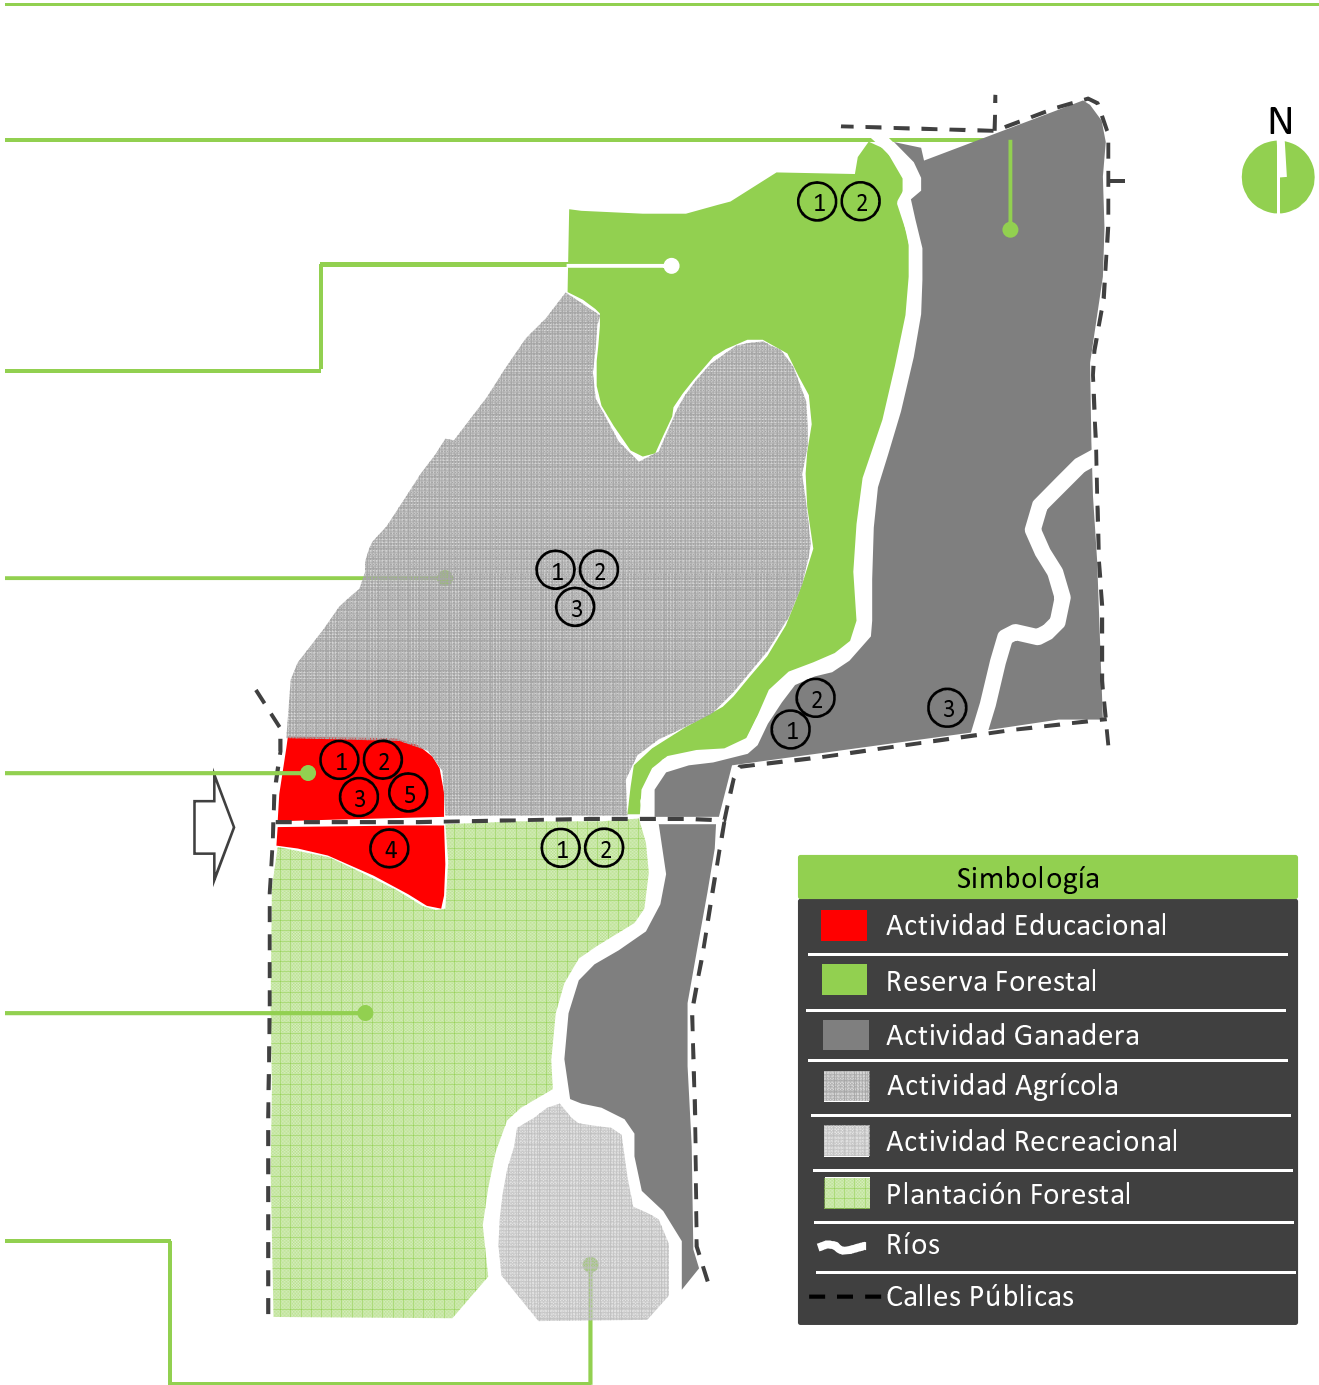 N
1 2
1 2
3
2
1
3
1 2
3 5
4
1 2
Simbología
Actividad Educacional
Reserva Forestal
Actividad Ganadera
Actividad Agrícola
Actividad Recreacional
Plantación Forestal
Ríos
Calles Públicas